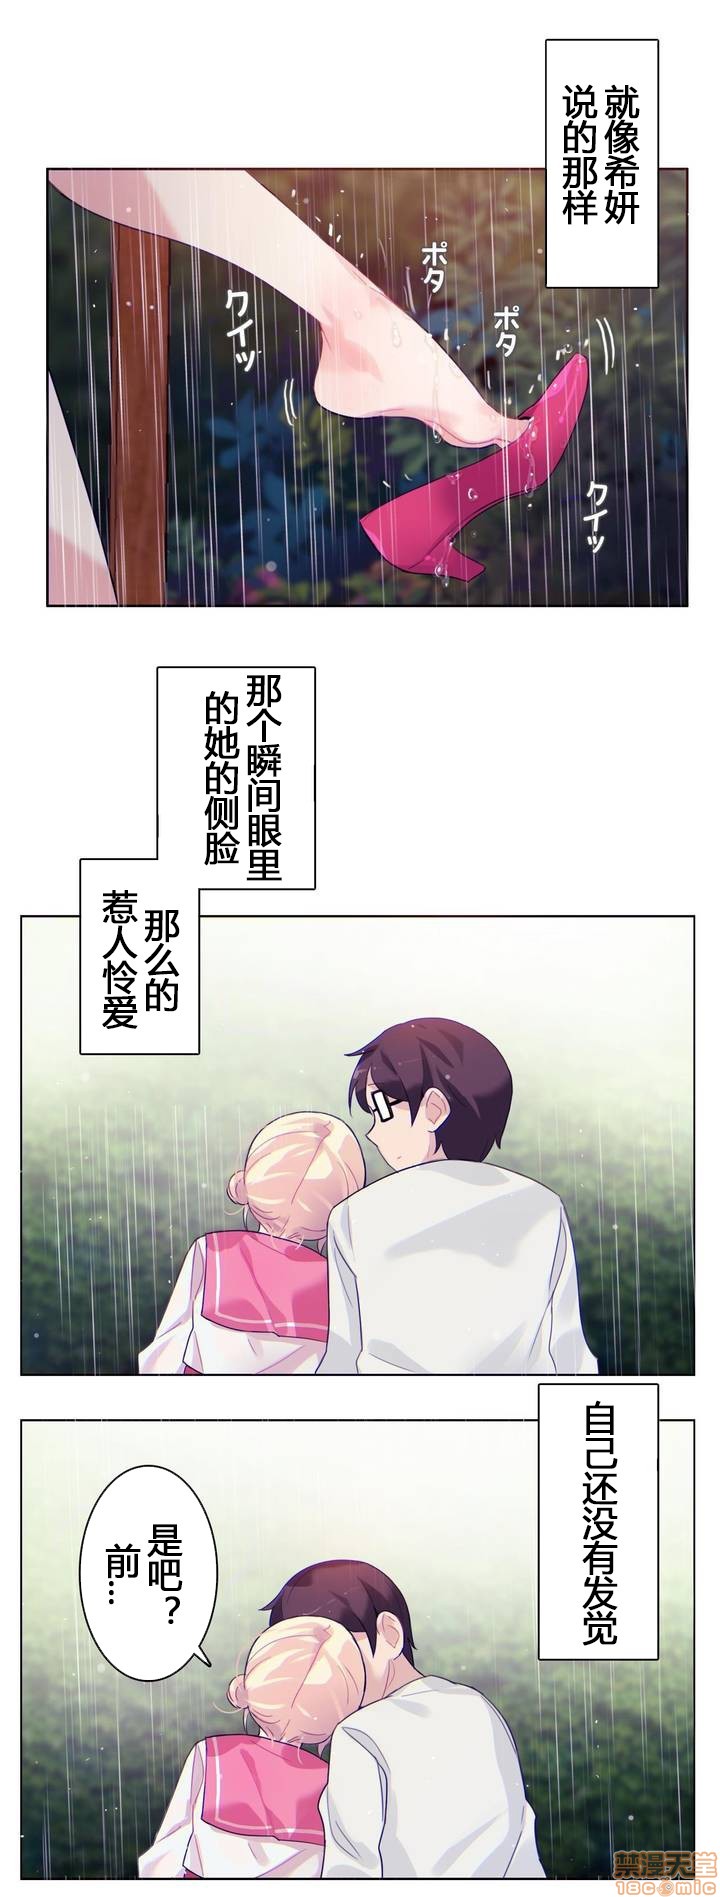 就像希妍
说的那样
ポタ
クイッ
ポタ
クイッ
那个瞬间眼里
的她的侧脸
那么的
惹人怜爱
自己还没有发觉
是吧？
前…
禁漫天堂
18comic